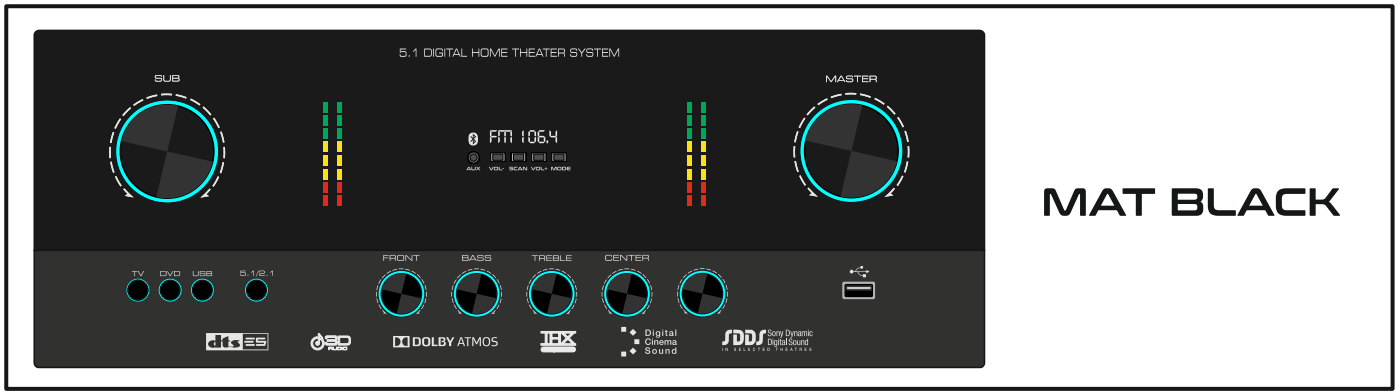 5.1 DIGITAL HOME THEATER SYSTEM
SUB
MASTER
FM 106.4
AUX VOL- SCAN VOL+ MODE
MAT BLACK
TV DVD USB 5.1/2.1
FRONT BASS TREBLE CENTER
dts ES
3D AUDIO
DOLBY ATMOS
THX
Digital
Cinema
Sound
SDDS Sony Dynamic
Digital Sound
IN SELECTED THEATRES